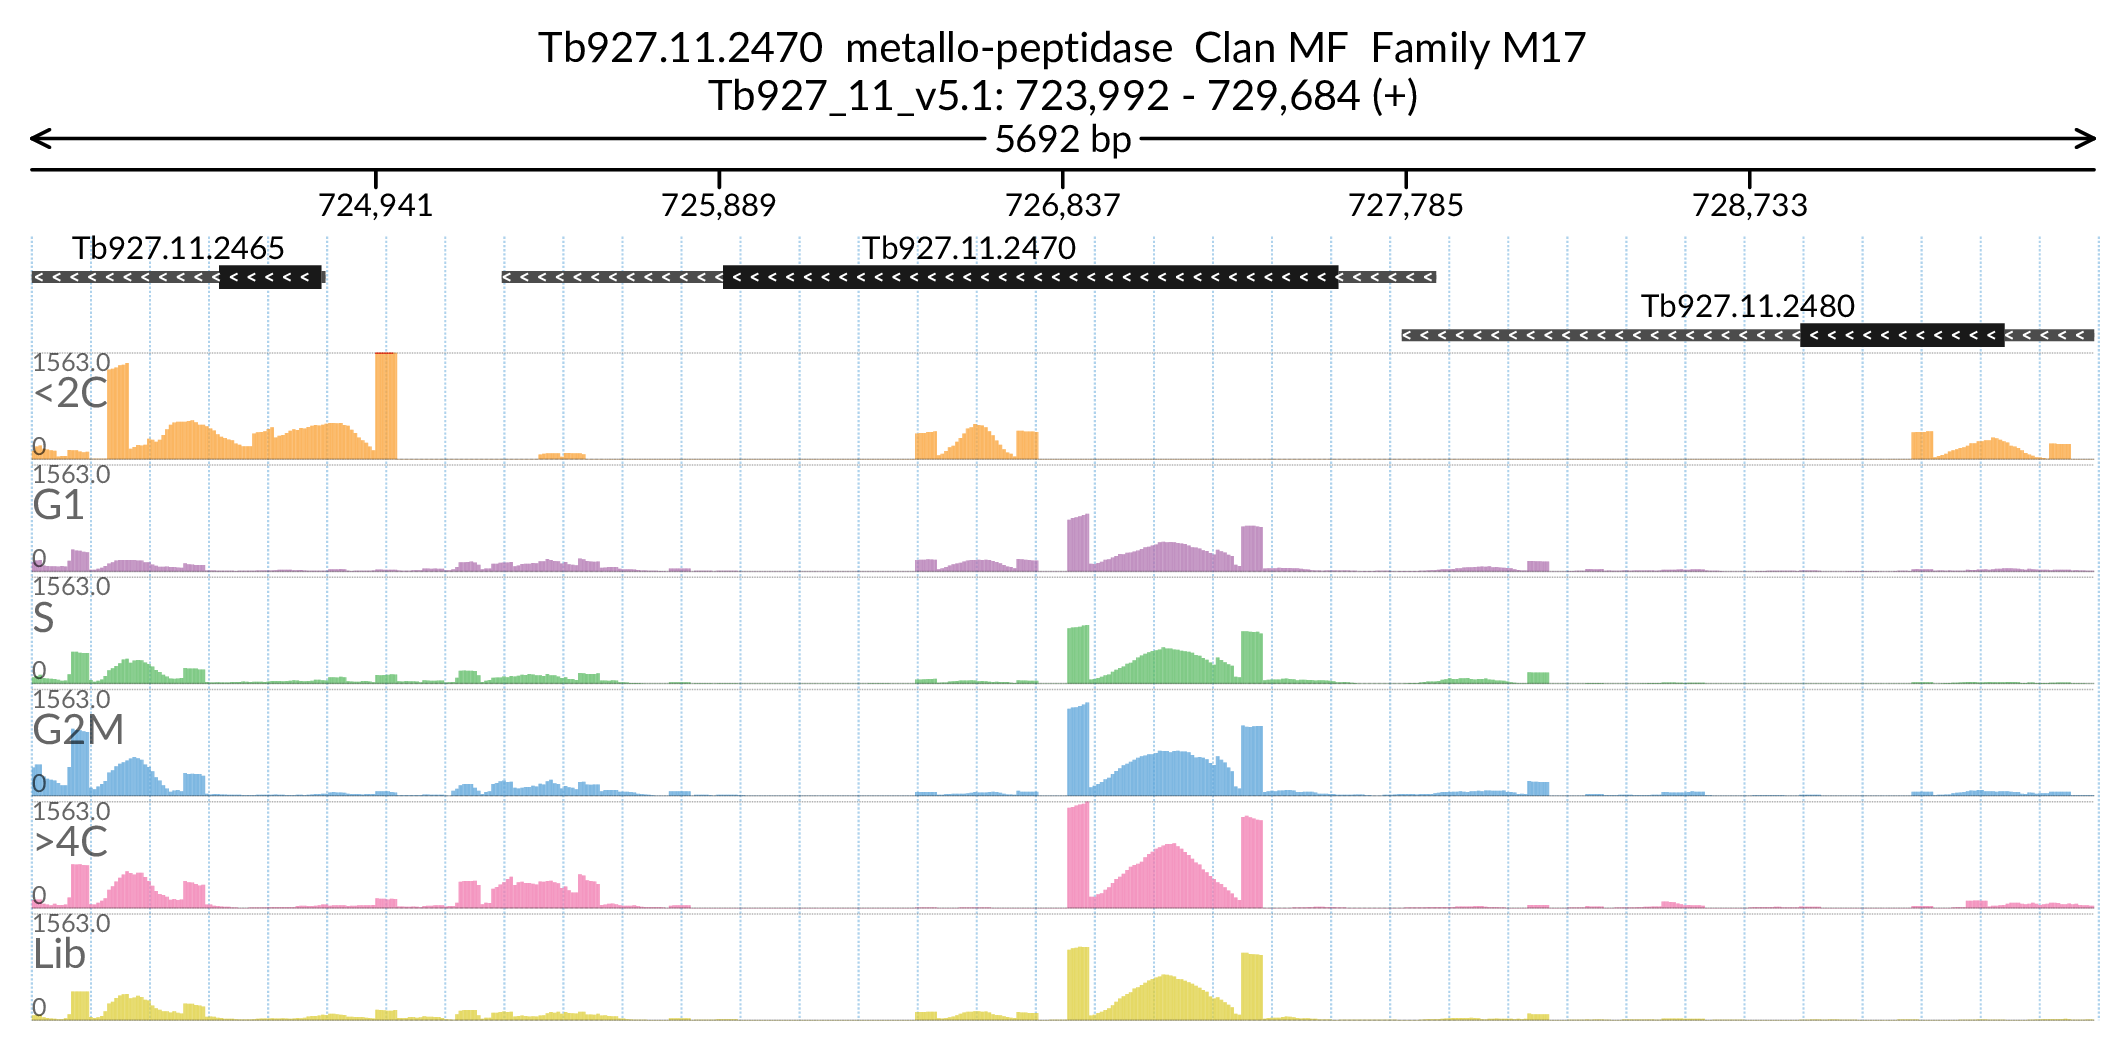 Tb927.11.2470 metallo-peptidase Clan MF Family M17
Tb927_11_v5.1: 723,992 - 729,684 (+)
5692 bp
724,941 725,889 726,837 727,785 728,733
Tb927.11.2465 Tb927.11.2470
Tb927.11.2480
1563.0
<2C
0
1563.0
G1
0
1563.0
S
0
1563.0
G2M
0
1563.0
>4C
0
1563.0
Lib
0